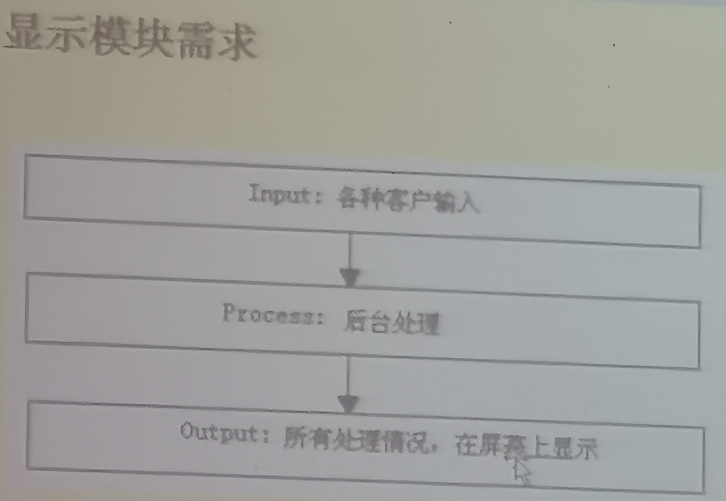 显示模块需求
Input: 各种客户输入
Process: 后台处理
Output: 所有处理情况，在屏幕上显示